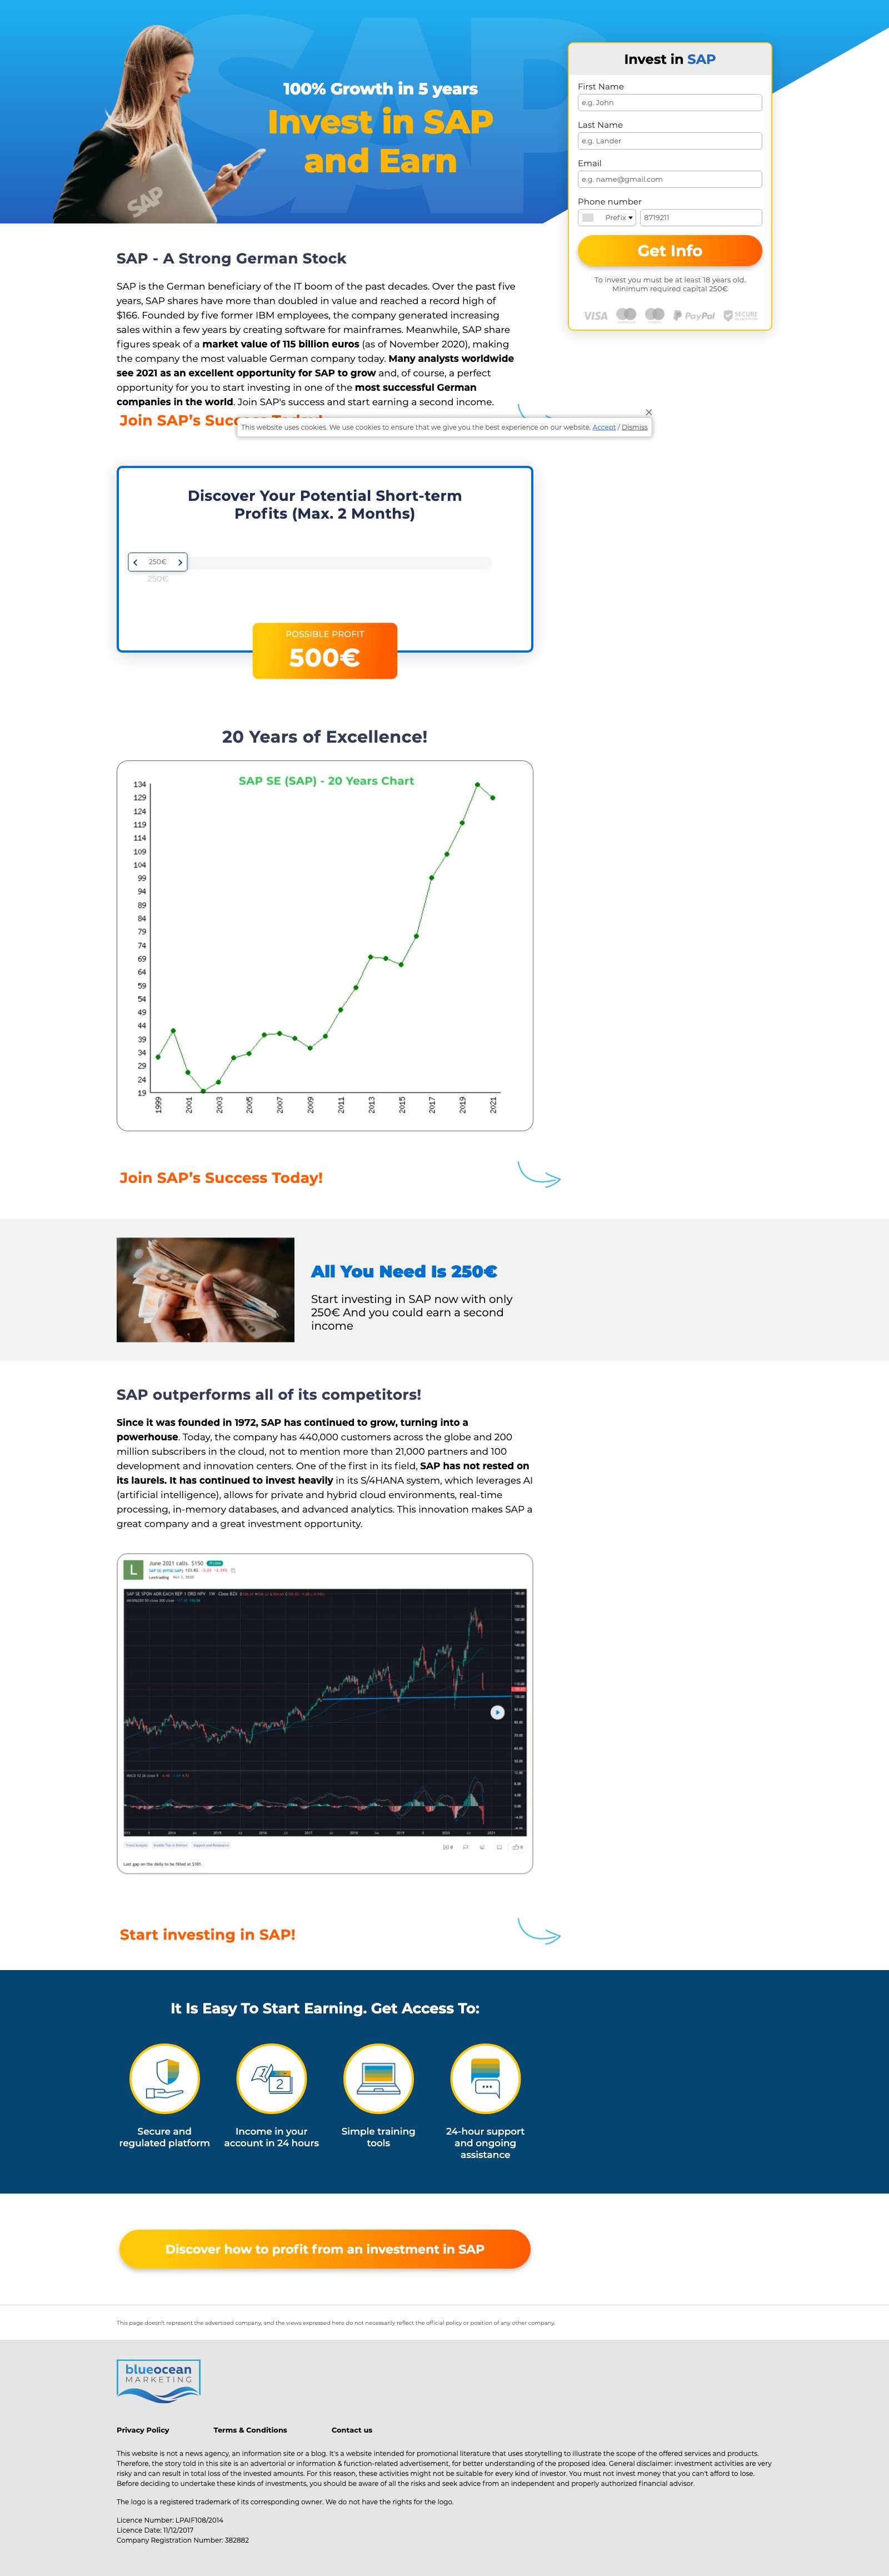 100% Growth in 5 years
Invest in SAP
and Earn
SAP
Invest in SAP
First Name
e.g. John
Last Name
e.g. Lander
Email
e.g. name@gmail.com
Phone number
Prefix
8719211
Get Info
To invest you must be at least 18 years old.
Minimum required capital 250€
VISA
PayPal
SECURE
SAP - A Strong German Stock
SAP is the German beneficiary of the IT boom of the past decades. Over the past five
years, SAP shares have more than doubled in value and reached a record high of
$166. Founded by five former IBM employees, the company generated increasing
sales within a few years by creating software for mainframes. Meanwhile, SAP share
figures speak of a market value of 115 billion euros (as of November 2020), making
the company the most valuable German company today. Many analysts worldwide
see 2021 as an excellent opportunity for SAP to grow and, of course, a perfect
opportunity for you to start investing in one of the most successful German
companies in the world. Join SAP's success and start earning a second income.
Join SAP's Success Today!
This website uses cookies. We use cookies to ensure that we give you the best experience on our website. Accept / Dismiss
Discover Your Potential Short-term
Profits (Max. 2 Months)
250€
250€
POSSIBLE PROFIT
500€
20 Years of Excellence!
SAP SE (SAP) - 20 Years Chart
134
129
124
119
114
109
104
99
94
89
84
79
74
69
64
59
54
49
44
39
34
29
24
19
1999
2001
2003
2005
2007
2009
2011
2013
2015
2017
2019
2021
Join SAP's Success Today!
All You Need Is 250€
Start investing in SAP now with only
250€ And you could earn a second
income
SAP outperforms all of its competitors!
Since it was founded in 1972, SAP has continued to grow, turning into a
powerhouse. Today, the company has 440,000 customers across the globe and 200
million subscribers in the cloud, not to mention more than 21,000 partners and 100
development and innovation centers. One of the first in its field, SAP has not rested on
its laurels. It has continued to invest heavily in its S/4HANA system, which leverages AI
(artificial intelligence), allows for private and hybrid cloud environments, real-time
processing, in-memory databases, and advanced analytics. This innovation makes SAP a
great company and a great investment opportunity.
L
June 2021 calls. $150
Last gap on the daily to be filled at $181.
Start investing in SAP!
It Is Easy To Start Earning. Get Access To:
1
2
Secure and
regulated platform
Income in your
account in 24 hours
Simple training
tools
24-hour support
and ongoing
assistance
Discover how to profit from an investment in SAP
This page doesn't represent the advertised company, and the views expressed here do not necessarily reflect the official policy or position of any other company.
blueocean
MARKETING
Privacy Policy
Terms & Conditions
Contact us
This website is not a news agency, an information site or a blog. It's a website intended for promotional literature that uses storytelling to illustrate the scope of the offered services and products.
Therefore, the story told in this site is an advertorial or information & function-related advertisement, for better understanding of the proposed idea. General disclaimer: investment activities are very
risky and can result in total loss of the invested amounts. For this reason, these activities might not be suitable for every kind of investor. You must not invest money that you can't afford to lose.
Before deciding to undertake these kinds of investments, you should be aware of all the risks and seek advice from an independent and properly authorized financial advisor.
The logo is a registered trademark of its corresponding owner. We do not have the rights for the logo.
Licence Number: LPAIF108/2014
Licence Date: 11/12/2017
Company Registration Number: 382882